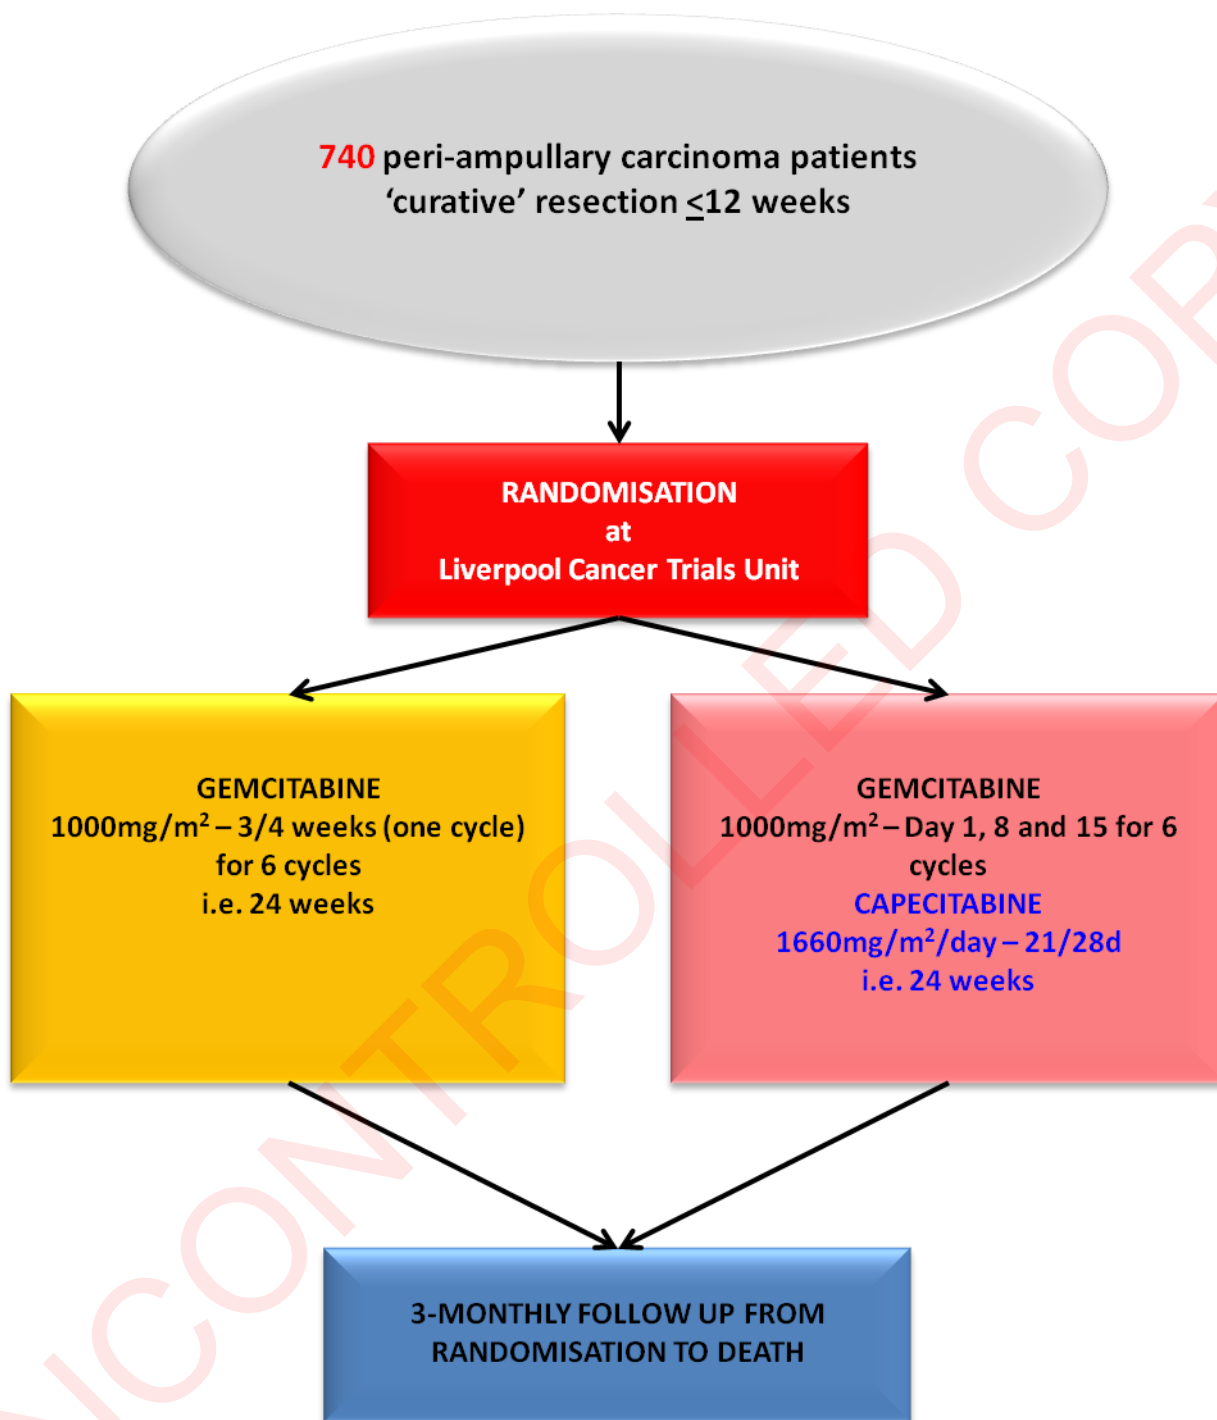 740 peri-ampullary carcinoma patients
‘curative’ resection ≤12 weeks
RANDOMISATION
at
Liverpool Cancer Trials Unit
GEMCITABINE
1000mg/m² – 3/4 weeks (one cycle)
for 6 cycles
i.e. 24 weeks
GEMCITABINE
1000mg/m² – Day 1, 8 and 15 for 6
cycles
CAPECITABINE
1660mg/m²/day – 21/28d
i.e. 24 weeks
3-MONTHLY FOLLOW UP FROM
RANDOMISATION TO DEATH
NCONTROLLED COP